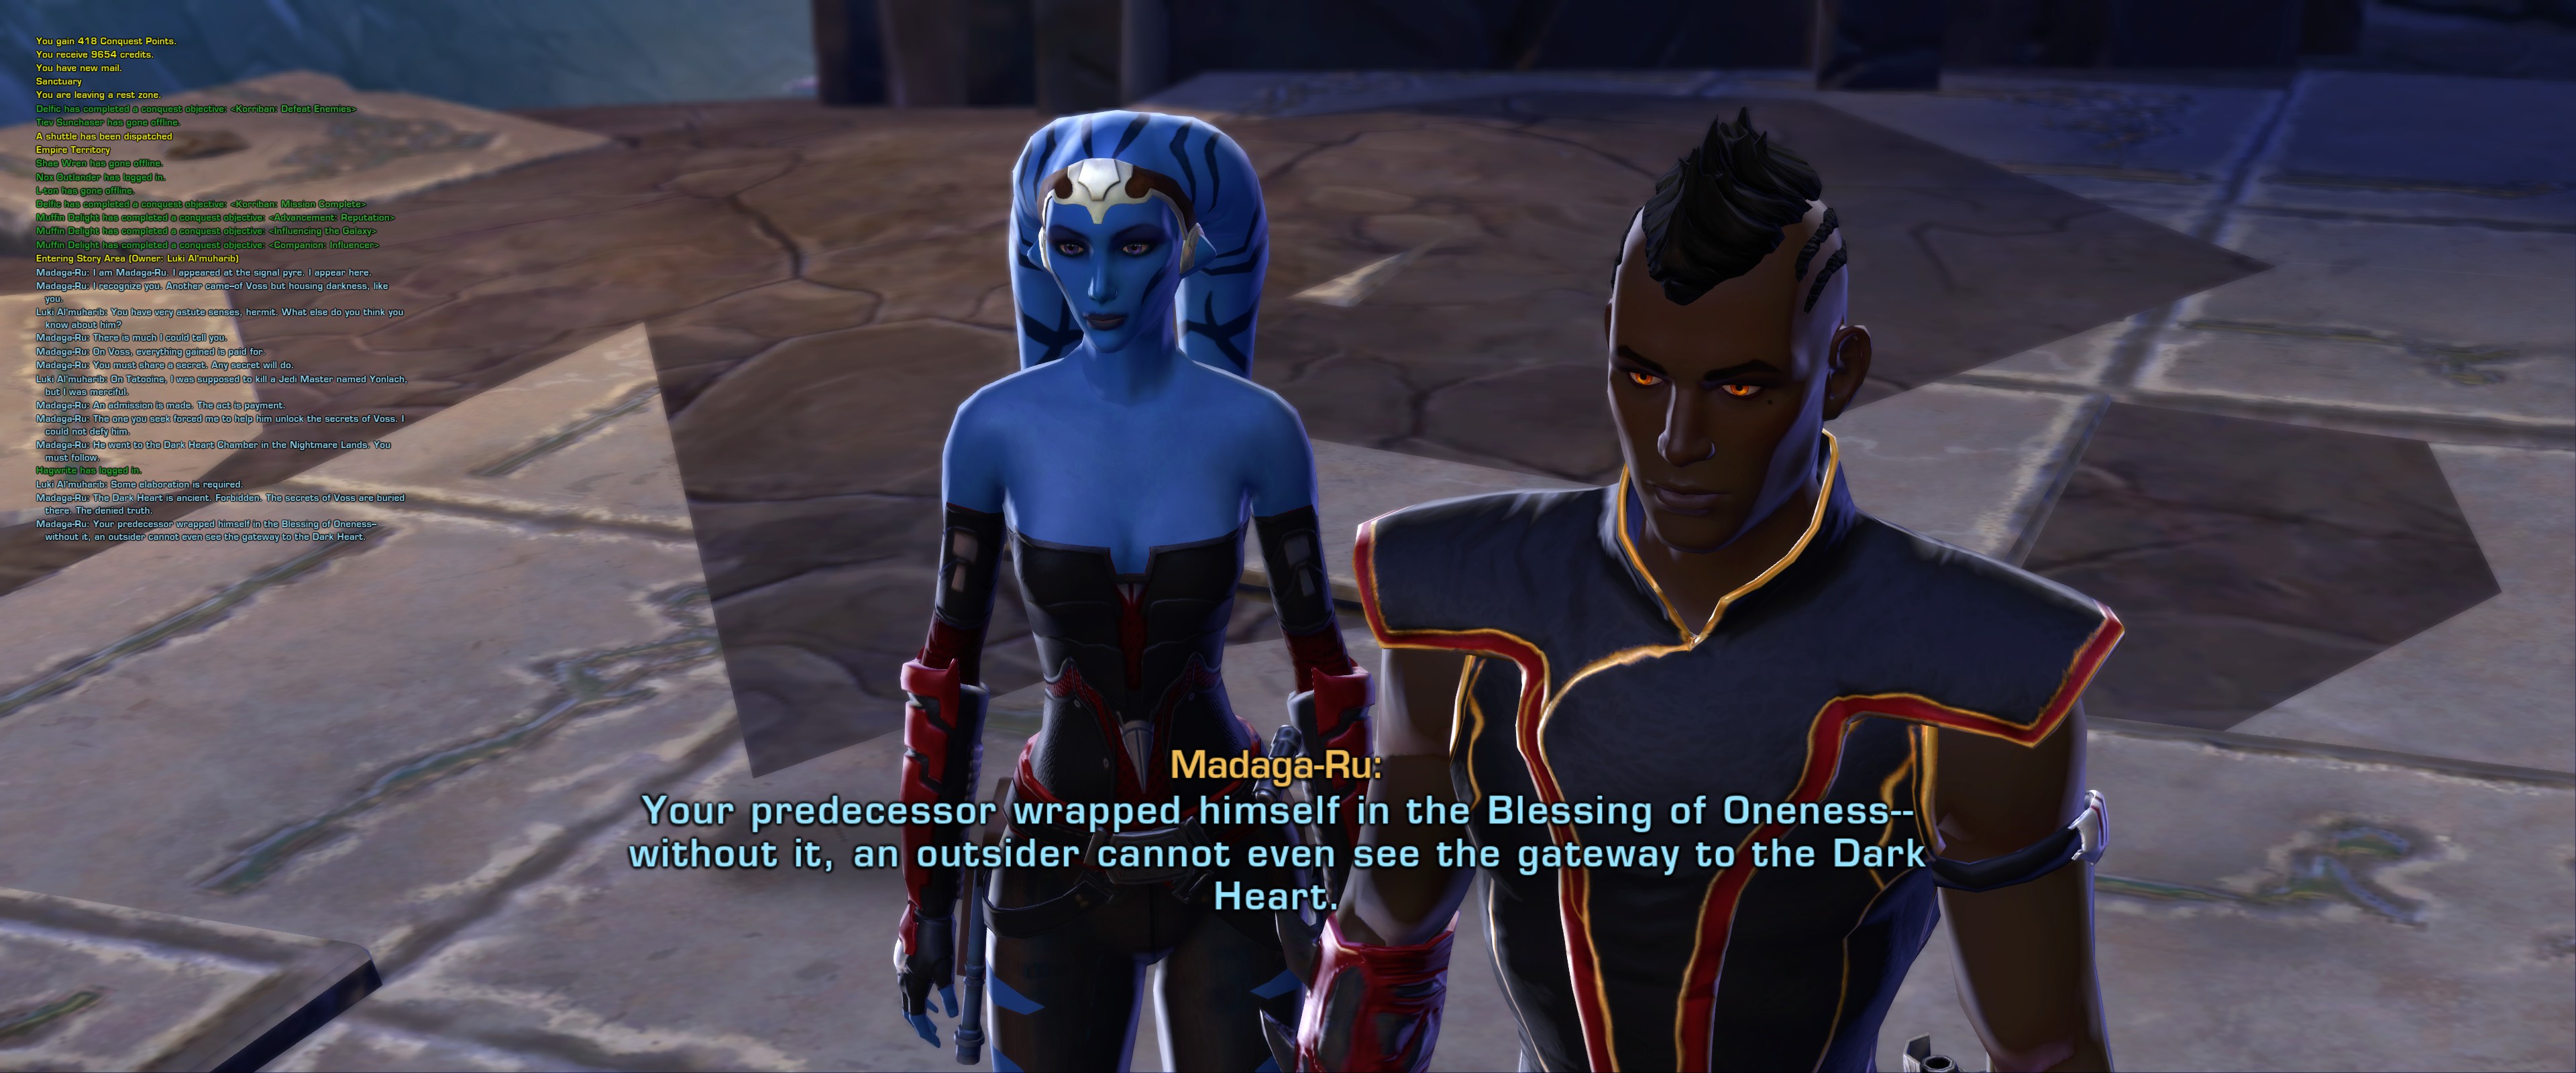 You gain 418 Conquest Points.
You receive 9654 credits.
You have new mail.
Sanctuary
You are leaving a rest zone.
Delfic has completed a conquest objective: <Korriban: Defeat Enemies>
Tiev Sunchaser has gone offline.
A shuttle has been dispatched
Empire Territory
Shae Wren has gone offline.
Nox Outlander has logged in.
L-ton has gone offline.
Delfic has completed a conquest objective: <Korriban: Mission Complete>
Muffin Delight has completed a conquest objective: <Advancement: Reputation>
Muffin Delight has completed a conquest objective: <Influencing the Galaxy>
Muffin Delight has completed a conquest objective: <Companion: Influencer>
Entering Story Area (Owner: Luki Al'muharib)
Madaga-Ru: I am Madaga-Ru. I appeared at the signal pyre. I appear here.
Madaga-Ru: I recognize you. Another came--of Voss but housing darkness, like
you.
Luki Al'muharib: You have very astute senses, hermit. What else do you think you
know about him?
Madaga-Ru: There is much I could tell you.
Madaga-Ru: On Voss, everything gained is paid for.
Madaga-Ru: You must share a secret. Any secret will do.
Luki Al'muharib: On Tatooine, I was supposed to kill a Jedi Master named Yonlach,
but I was merciful.
Madaga-Ru: An admission is made. The act is payment.
Madaga-Ru: The one you seek forced me to help him unlock the secrets of Voss. I
could not defy him.
Madaga-Ru: He went to the Dark Heart Chamber in the Nightmare Lands. You
must follow.
Hagwrite has logged in.
Luki Al'muharib: Some elaboration is required.
Madaga-Ru: The Dark Heart is ancient. Forbidden. The secrets of Voss are buried
there. The denied truth.
Madaga-Ru: Your predecessor wrapped himself in the Blessing of Oneness--
without it, an outsider cannot even see the gateway to the Dark Heart.
Madaga-Ru:
Your predecessor wrapped himself in the Blessing of Oneness--
without it, an outsider cannot even see the gateway to the Dark
Heart.